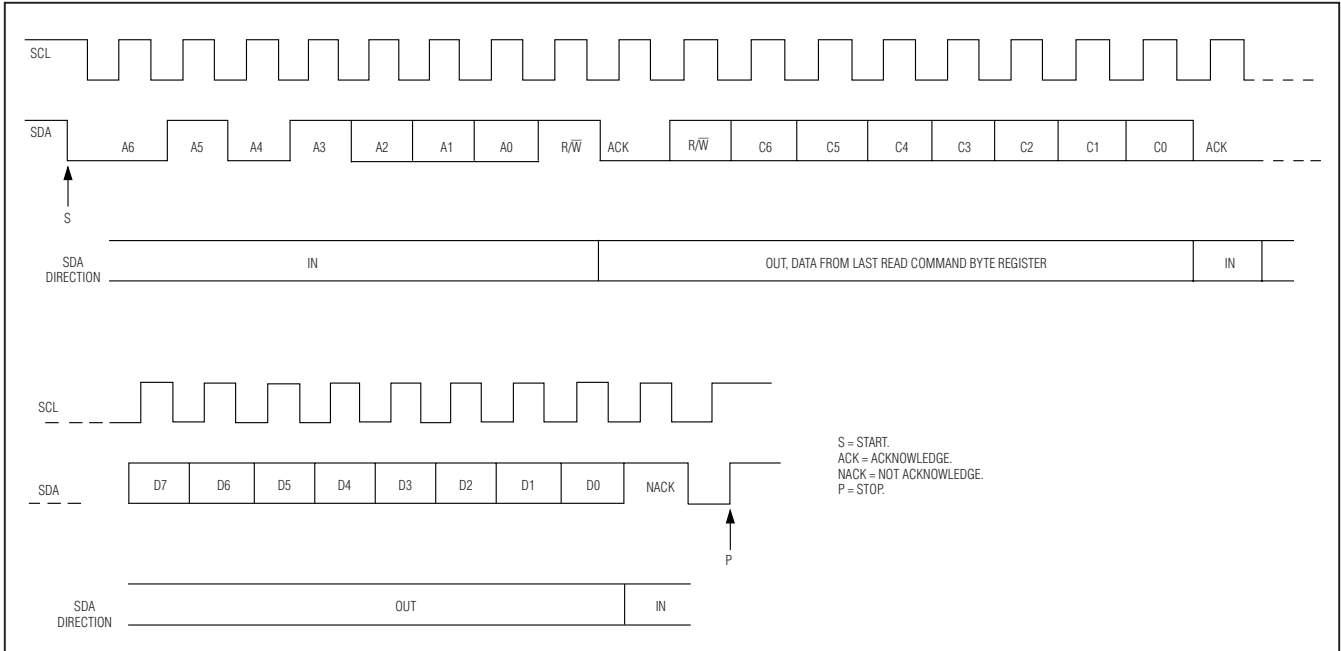 SCL
SDA
A6 A5 A4 A3 A2 A1 A0 R/W̅ ACK R/W̅ C6 C5 C4 C3 C2 C1 C0 ACK
S
SDA DIRECTION
IN OUT, DATA FROM LAST READ COMMAND BYTE REGISTER IN
SCL
SDA
D7 D6 D5 D4 D3 D2 D1 D0 NACK
P
S = START.
ACK = ACKNOWLEDGE.
NACK = NOT ACKNOWLEDGE.
P = STOP.
SDA DIRECTION
OUT IN